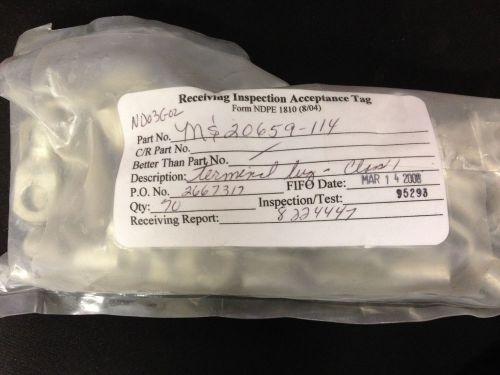 Receiving Inspection Acceptance Tag
Form NDPE 1810 (8/04)
ND03G02
Part No. MS20659-114
C/R Part No.
Better Than Part No.
Description: terminal lug - Class 1
P.O. No. 2667317 FIFO Date: MAR 14 2008
Qty: 70 Inspection/Test: 95293
Receiving Report: 8224447